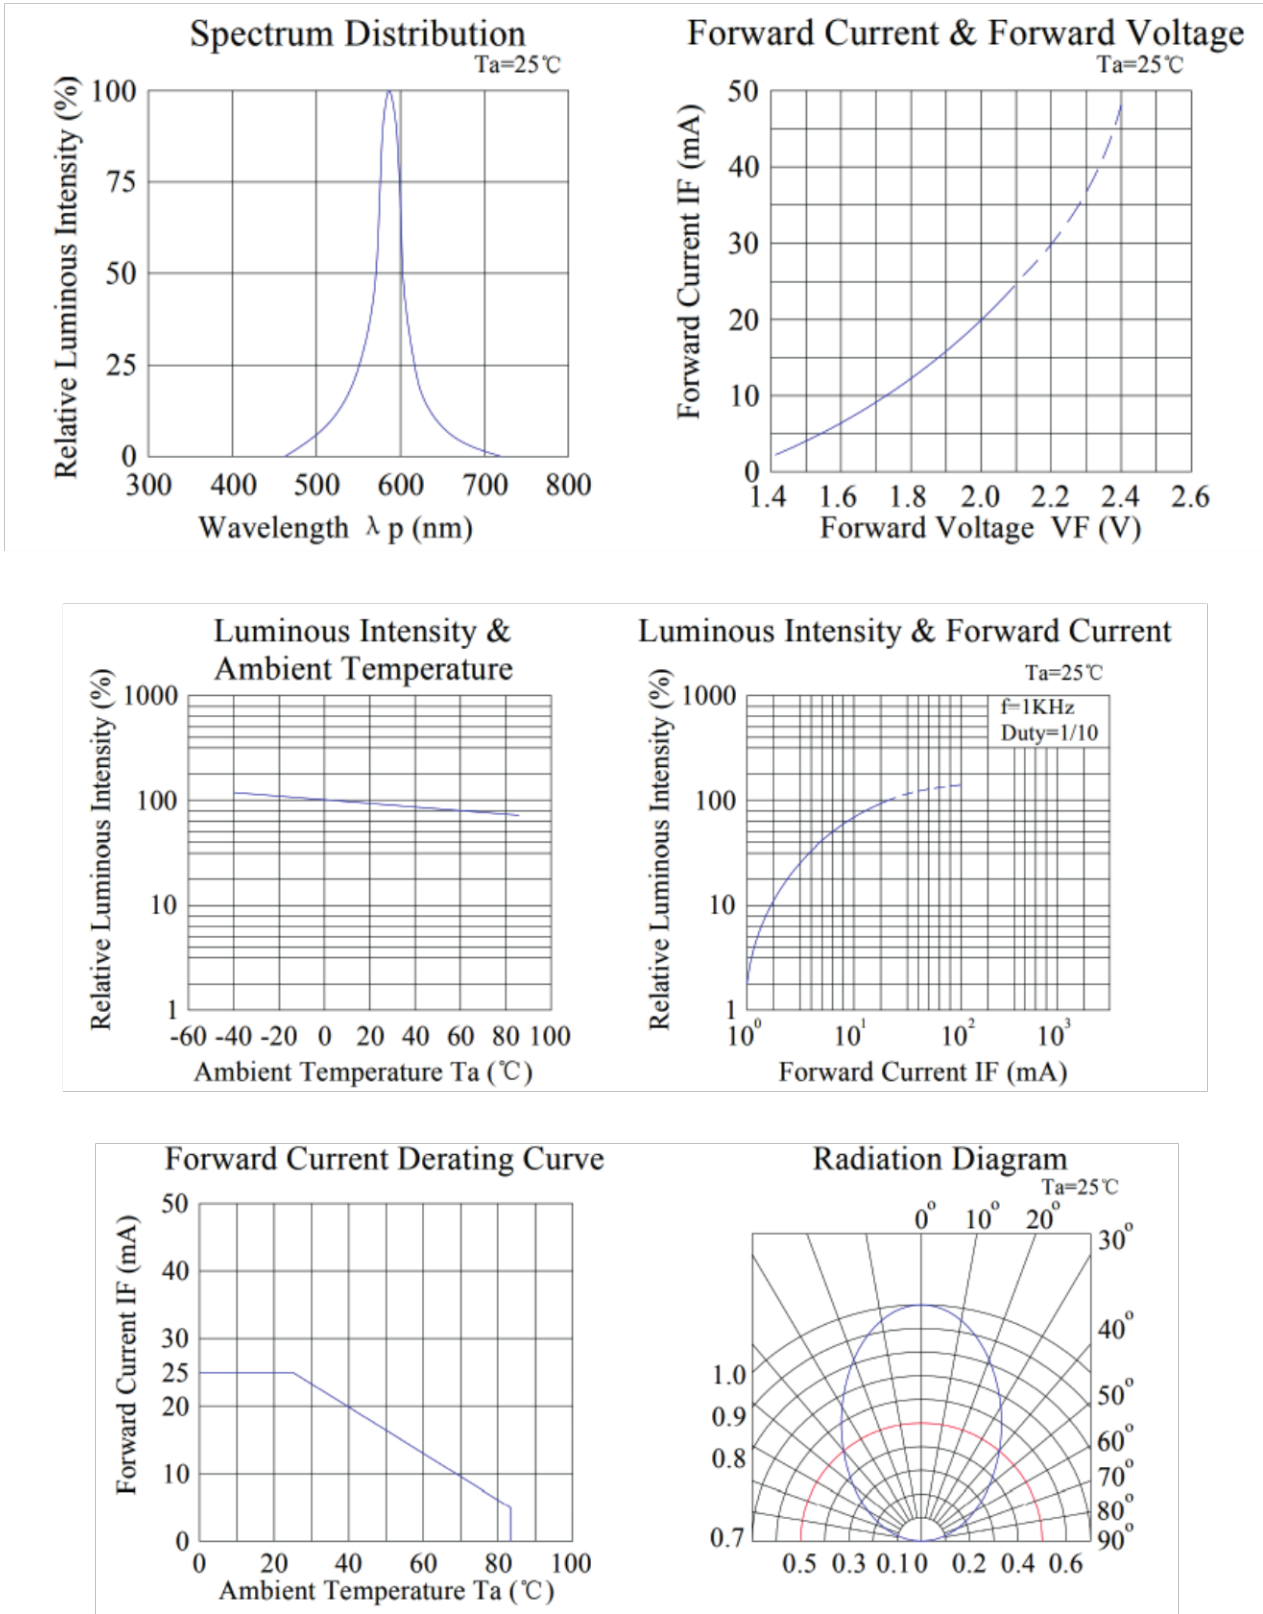 Spectrum Distribution
Ta=25℃
Relative Luminous Intensity (%)
100
75
50
25
0
300 400 500 600 700 800
Wavelength λ p (nm)
Forward Current & Forward Voltage
Ta=25℃
Forward Current IF (mA)
50
40
30
20
10
0
1.4 1.6 1.8 2.0 2.2 2.4 2.6
Forward Voltage VF (V)
Luminous Intensity &
Ambient Temperature
Relative Luminous Intensity (%)
1000
100
10
1
-60 -40 -20 0 20 40 60 80 100
Ambient Temperature Ta (℃)
Luminous Intensity & Forward Current
Ta=25℃
Relative Luminous Intensity (%)
f=1KHz
Duty=1/10
1000
100
10
1
10⁰ 10¹ 10² 10³
Forward Current IF (mA)
Forward Current Derating Curve
Forward Current IF (mA)
50
40
30
25
20
10
0
0 20 40 60 80 100
Ambient Temperature Ta (℃)
Radiation Diagram
Ta=25℃
0° 10° 20°
30°
40°
50°
60°
70°
80°
90°
1.0
0.9
0.8
0.7
0.5 0.3 0.1 0 0.2 0.4 0.6